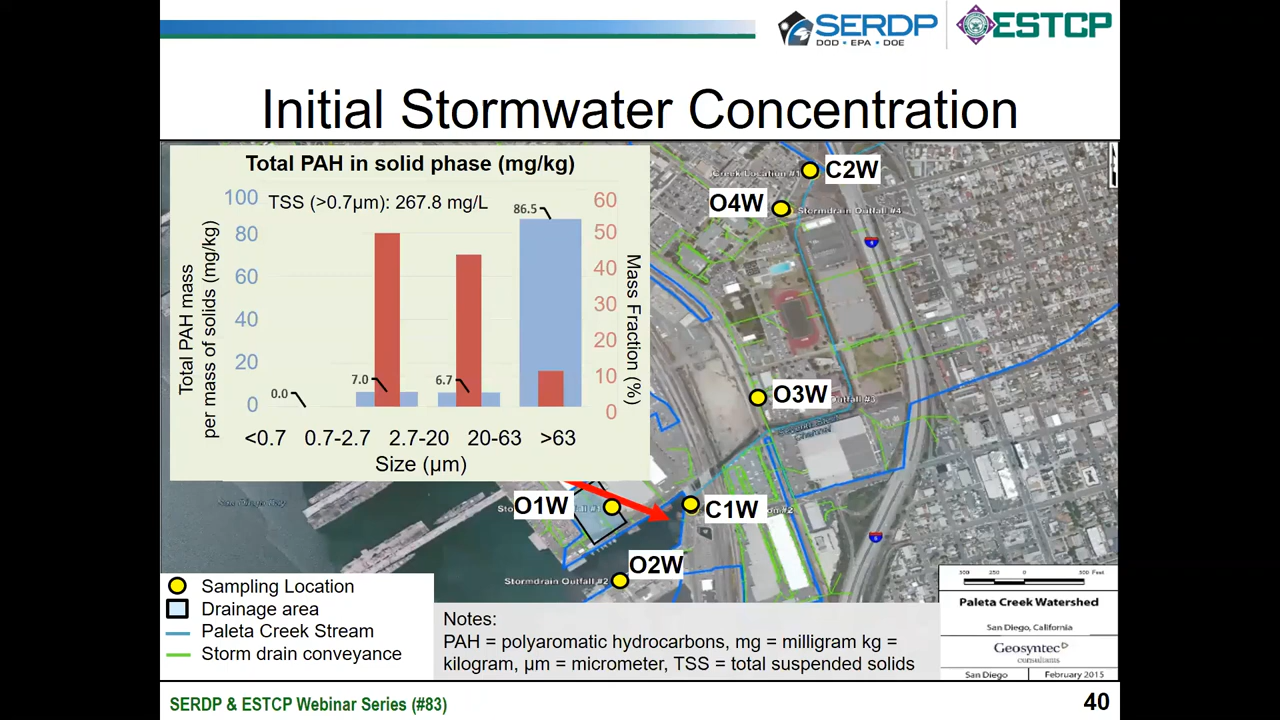 SERDP
DOD • EPA • DOE
ESTCP
Initial Stormwater Concentration
Total PAH in solid phase (mg/kg)
TSS (>0.7µm): 267.8 mg/L
Total PAH mass
per mass of solids (mg/kg)
100
80
60
40
20
0
0.0
7.0
6.7
86.5
60
50
40
30
20
10
0
Mass Fraction (%)
<0.7 0.7-2.7 2.7-20 20-63 >63
Size (µm)
Creek Location #1
C2W
O4W
Stormdrain Outfall #4
O3W
Outfall #3
O1W
C1W
O2W
Stormdrain Outfall #2
Sampling Location
Drainage area
Paleta Creek Stream
Storm drain conveyance
Notes:
PAH = polyaromatic hydrocarbons, mg = milligram kg =
kilogram, µm = micrometer, TSS = total suspended solids
Paleta Creek Watershed
San Diego, California
Geosyntec
consultants
San Diego February 2015
SERDP & ESTCP Webinar Series (#83)
40